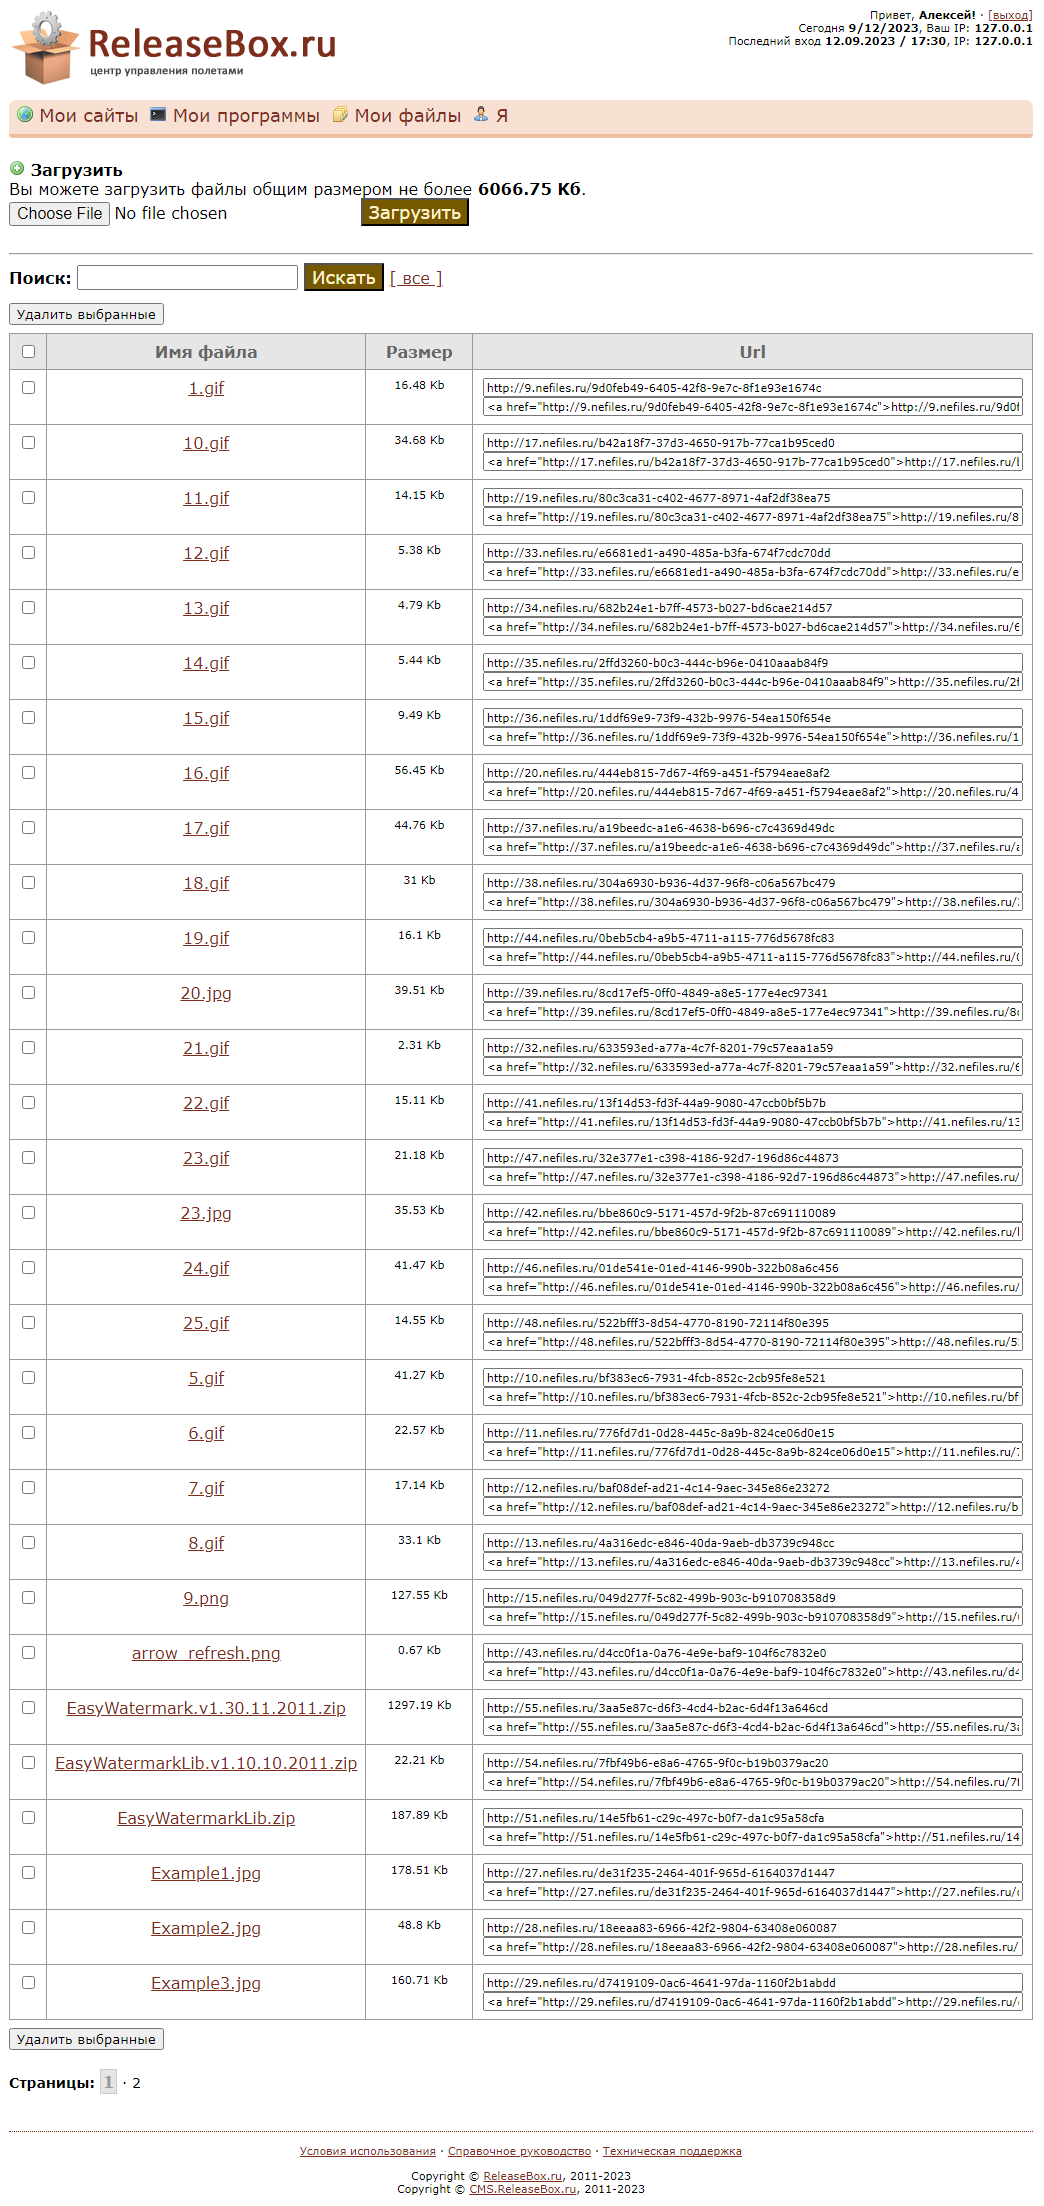 ReleaseBox.ru
центр управления полетами
Привет, Алексей! · [выход]
Сегодня 9/12/2023, Ваш IP: 127.0.0.1
Последний вход 12.09.2023 / 17:30, IP: 127.0.0.1
Мои сайты Мои программы Мои файлы Я
Загрузить
Вы можете загрузить файлы общим размером не более 6066.75 Кб.
Choose File No file chosen Загрузить
Поиск: Искать [ все ]
Удалить выбранные
Имя файла Размер Url
1.gif 16.48 Kb http://9.nefiles.ru/9d0feb49-6405-42f8-9e7c-8f1e93e1674c
<a href="http://9.nefiles.ru/9d0feb49-6405-42f8-9e7c-8f1e93e1674c">http://9.nefiles.ru/9d0f
10.gif 34.68 Kb http://17.nefiles.ru/b42a18f7-37d3-4650-917b-77ca1b95ced0
<a href="http://17.nefiles.ru/b42a18f7-37d3-4650-917b-77ca1b95ced0">http://17.nefiles.ru/b
11.gif 14.15 Kb http://19.nefiles.ru/80c3ca31-c402-4677-8971-4af2df38ea75
<a href="http://19.nefiles.ru/80c3ca31-c402-4677-8971-4af2df38ea75">http://19.nefiles.ru/8
12.gif 5.38 Kb http://33.nefiles.ru/e6681ed1-a490-485a-b3fa-674f7cdc70dd
<a href="http://33.nefiles.ru/e6681ed1-a490-485a-b3fa-674f7cdc70dd">http://33.nefiles.ru/e
13.gif 4.79 Kb http://34.nefiles.ru/682b24e1-b7ff-4573-b027-bd6cae214d57
<a href="http://34.nefiles.ru/682b24e1-b7ff-4573-b027-bd6cae214d57">http://34.nefiles.ru/6
14.gif 5.44 Kb http://35.nefiles.ru/2ffd3260-b0c3-444c-b96e-0410aaab84f9
<a href="http://35.nefiles.ru/2ffd3260-b0c3-444c-b96e-0410aaab84f9">http://35.nefiles.ru/2f
15.gif 9.49 Kb http://36.nefiles.ru/1ddf69e9-73f9-432b-9976-54ea150f654e
<a href="http://36.nefiles.ru/1ddf69e9-73f9-432b-9976-54ea150f654e">http://36.nefiles.ru/1
16.gif 56.45 Kb http://20.nefiles.ru/444eb815-7d67-4f69-a451-f5794eae8af2
<a href="http://20.nefiles.ru/444eb815-7d67-4f69-a451-f5794eae8af2">http://20.nefiles.ru/4
17.gif 44.76 Kb http://37.nefiles.ru/a19beedc-a1e6-4638-b696-c7c4369d49dc
<a href="http://37.nefiles.ru/a19beedc-a1e6-4638-b696-c7c4369d49dc">http://37.nefiles.ru/a
18.gif 31 Kb http://38.nefiles.ru/304a6930-b936-4d37-96f8-c06a567bc479
<a href="http://38.nefiles.ru/304a6930-b936-4d37-96f8-c06a567bc479">http://38.nefiles.ru/3
19.gif 16.1 Kb http://44.nefiles.ru/0beb5cb4-a9b5-4711-a115-776d5678fc83
<a href="http://44.nefiles.ru/0beb5cb4-a9b5-4711-a115-776d5678fc83">http://44.nefiles.ru/0
20.jpg 39.51 Kb http://39.nefiles.ru/8cd17ef5-0ff0-4849-a8e5-177e4ec97341
<a href="http://39.nefiles.ru/8cd17ef5-0ff0-4849-a8e5-177e4ec97341">http://39.nefiles.ru/8c
21.gif 2.31 Kb http://32.nefiles.ru/633593ed-a77a-4c7f-8201-79c57eaa1a59
<a href="http://32.nefiles.ru/633593ed-a77a-4c7f-8201-79c57eaa1a59">http://32.nefiles.ru/6
22.gif 15.11 Kb http://41.nefiles.ru/13f14d53-fd3f-44a9-9080-47ccb0bf5b7b
<a href="http://41.nefiles.ru/13f14d53-fd3f-44a9-9080-47ccb0bf5b7b">http://41.nefiles.ru/13
23.gif 21.18 Kb http://47.nefiles.ru/32e377e1-c398-4186-92d7-196d86c44873
<a href="http://47.nefiles.ru/32e377e1-c398-4186-92d7-196d86c44873">http://47.nefiles.ru/
23.jpg 35.53 Kb http://42.nefiles.ru/bbe860c9-5171-457d-9f2b-87c691110089
<a href="http://42.nefiles.ru/bbe860c9-5171-457d-9f2b-87c691110089">http://42.nefiles.ru/b
24.gif 41.47 Kb http://46.nefiles.ru/01de541e-01ed-4146-990b-322b08a6c456
<a href="http://46.nefiles.ru/01de541e-01ed-4146-990b-322b08a6c456">http://46.nefiles.ru/
25.gif 14.55 Kb http://48.nefiles.ru/522bfff3-8d54-4770-8190-72114f80e395
<a href="http://48.nefiles.ru/522bfff3-8d54-4770-8190-72114f80e395">http://48.nefiles.ru/52
5.gif 41.27 Kb http://10.nefiles.ru/bf383ec6-7931-4fcb-852c-2cb95fe8e521
<a href="http://10.nefiles.ru/bf383ec6-7931-4fcb-852c-2cb95fe8e521">http://10.nefiles.ru/bf
6.gif 22.57 Kb http://11.nefiles.ru/776fd7d1-0d28-445c-8a9b-824ce06d0e15
<a href="http://11.nefiles.ru/776fd7d1-0d28-445c-8a9b-824ce06d0e15">http://11.nefiles.ru/7
7.gif 17.14 Kb http://12.nefiles.ru/baf08def-ad21-4c14-9aec-345e86e23272
<a href="http://12.nefiles.ru/baf08def-ad21-4c14-9aec-345e86e23272">http://12.nefiles.ru/b
8.gif 33.1 Kb http://13.nefiles.ru/4a316edc-e846-40da-9aeb-db3739c948cc
<a href="http://13.nefiles.ru/4a316edc-e846-40da-9aeb-db3739c948cc">http://13.nefiles.ru/4
9.png 127.55 Kb http://15.nefiles.ru/049d277f-5c82-499b-903c-b910708358d9
<a href="http://15.nefiles.ru/049d277f-5c82-499b-903c-b910708358d9">http://15.nefiles.ru/0
arrow_refresh.png 0.67 Kb http://43.nefiles.ru/d4cc0f1a-0a76-4e9e-baf9-104f6c7832e0
<a href="http://43.nefiles.ru/d4cc0f1a-0a76-4e9e-baf9-104f6c7832e0">http://43.nefiles.ru/d4
EasyWatermark.v1.30.11.2011.zip 1297.19 Kb http://55.nefiles.ru/3aa5e87c-d6f3-4cd4-b2ac-6d4f13a646cd
<a href="http://55.nefiles.ru/3aa5e87c-d6f3-4cd4-b2ac-6d4f13a646cd">http://55.nefiles.ru/3a
EasyWatermarkLib.v1.10.10.2011.zip 22.21 Kb http://54.nefiles.ru/7fbf49b6-e8a6-4765-9f0c-b19b0379ac20
<a href="http://54.nefiles.ru/7fbf49b6-e8a6-4765-9f0c-b19b0379ac20">http://54.nefiles.ru/7f
EasyWatermarkLib.zip 187.89 Kb http://51.nefiles.ru/14e5fb61-c29c-497c-b0f7-da1c95a58cfa
<a href="http://51.nefiles.ru/14e5fb61-c29c-497c-b0f7-da1c95a58cfa">http://51.nefiles.ru/14
Example1.jpg 178.51 Kb http://27.nefiles.ru/de31f235-2464-401f-965d-6164037d1447
<a href="http://27.nefiles.ru/de31f235-2464-401f-965d-6164037d1447">http://27.nefiles.ru/d
Example2.jpg 48.8 Kb http://28.nefiles.ru/18eeaa83-6966-42f2-9804-63408e060087
<a href="http://28.nefiles.ru/18eeaa83-6966-42f2-9804-63408e060087">http://28.nefiles.ru/
Example3.jpg 160.71 Kb http://29.nefiles.ru/d7419109-0ac6-4641-97da-1160f2b1abdd
<a href="http://29.nefiles.ru/d7419109-0ac6-4641-97da-1160f2b1abdd">http://29.nefiles.ru/
Удалить выбранные
Страницы: 1 · 2
Условия использования · Справочное руководство · Техническая поддержка
Copyright © ReleaseBox.ru, 2011-2023
Copyright © CMS.ReleaseBox.ru, 2011-2023